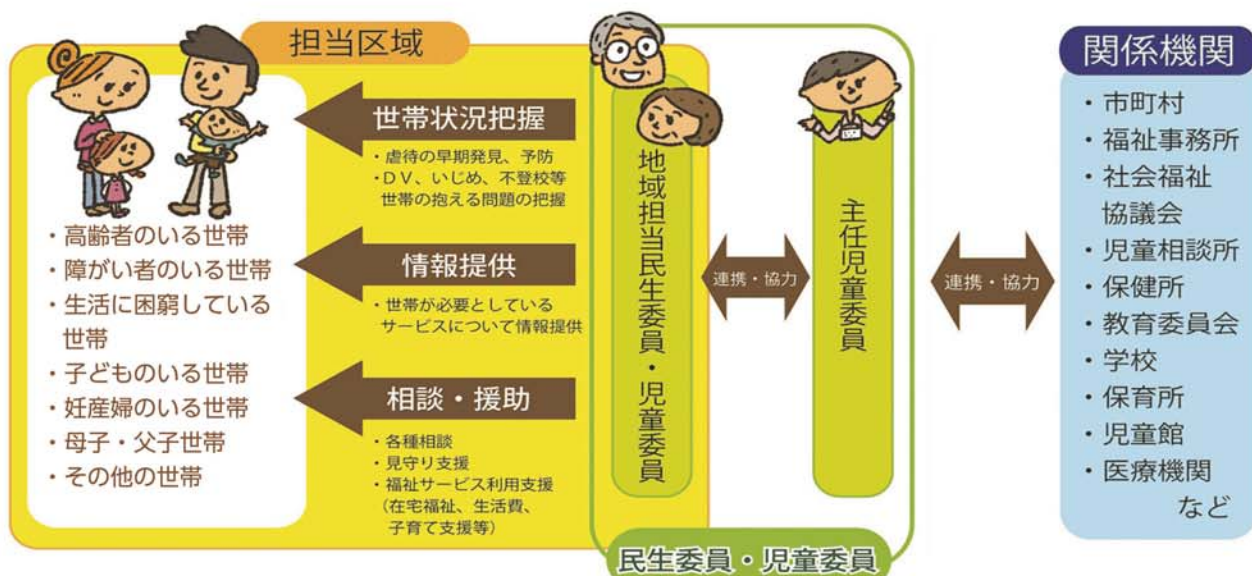 担当区域
・高齢者のいる世帯
・障がい者のいる世帯
・生活に困窮している
世帯
・子どものいる世帯
・妊産婦のいる世帯
・母子・父子世帯
・その他の世帯
世帯状況把握
・虐待の早期発見、予防
・DV、いじめ、不登校等
世帯の抱える問題の把握
情報提供
・世帯が必要としている
サービスについて情報提供
相談・援助
・各種相談
・見守り支援
・福祉サービス利用支援
(在宅福祉、生活費、
子育て支援等)
地域担当民生委員・児童委員
連携・協力
主任児童委員
民生委員・児童委員
連携・協力
関係機関
・市町村
・福祉事務所
・社会福祉
協議会
・児童相談所
・保健所
・教育委員会
・学校
・保育所
・児童館
・医療機関
など